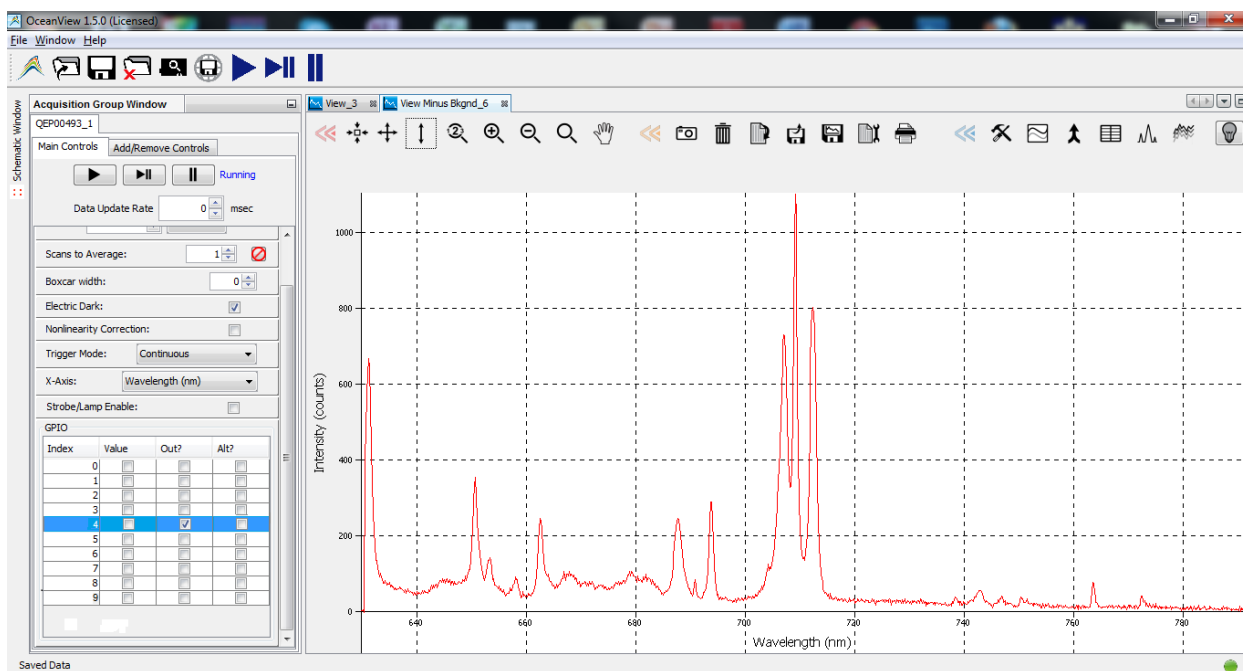 OceanView 1.5.0 (Licensed)
File Window Help
Schematic Window
Acquisition Group Window
QEP00493_1
Main Controls Add/Remove Controls
Running
Data Update Rate 0 msec
Scans to Average: 1
Boxcar width: 0
Electric Dark:
Nonlinearity Correction:
Trigger Mode: Continuous
X-Axis: Wavelength (nm)
Strobe/Lamp Enable:
GPIO
Index Value Out? Alt?
0
1
2
3
4
5
6
7
8
9
View_3 View Minus Bkgnd_6
2
Intensity (counts)
1000
800
600
400
200
0
640 660 680 700 720 740 760 780
Wavelength (nm)
Saved Data